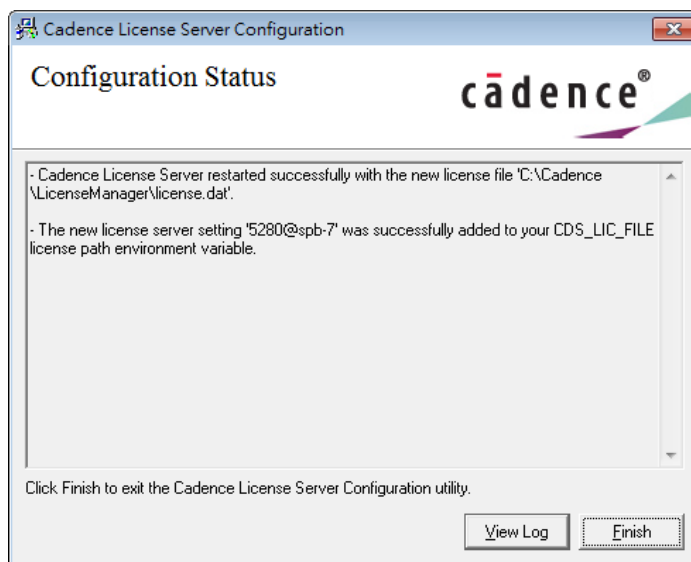 Cadence License Server Configuration
Configuration Status
cādence®
- Cadence License Server restarted successfully with the new license file 'C:\Cadence
\LicenseManager\license.dat'.
- The new license server setting '5280@spb-7' was successfully added to your CDS_LIC_FILE
license path environment variable.
Click Finish to exit the Cadence License Server Configuration utility.
View Log
Finish